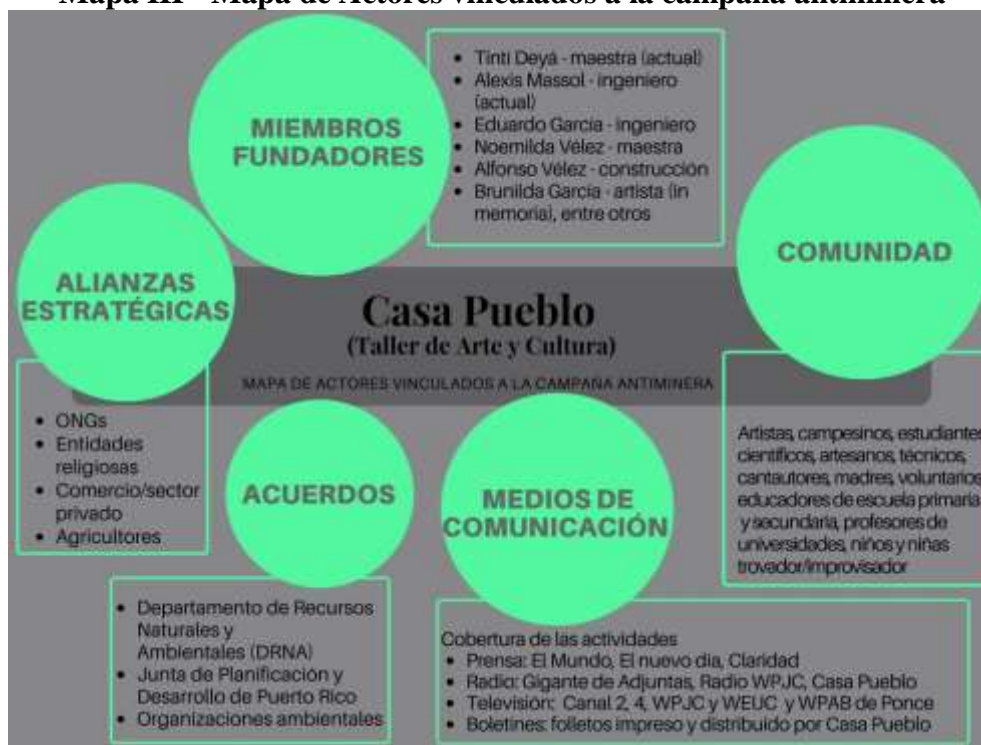 Mapa III - Mapa de Actores vinculados a la campaña antiminera
MIEMBROS
FUNDADORES
• Tinti Deyá - maestra (actual)
• Alexis Massol - ingeniero
(actual)
• Eduardo García - ingeniero
• Noemilda Vélez - maestra
• Alfonso Vélez - construcción
• Brunilda García - artista (in
memoria), entre otros
COMUNIDAD
ALIANZAS
ESTRATÉGICAS
Casa Pueblo
(Taller de Arte y Cultura)
MAPA DE ACTORES VINCULADOS A LA CAMPAÑA ANTIMINERA
• ONGs
• Entidades
religiosas
• Comercio/sector
privado
• Agricultores
ACUERDOS
MEDIOS DE
COMUNICACIÓN
Artistas, campesinos, estudiantes
científicos, artesanos, técnicos,
cantautores, madres, voluntarios
educadores de escuela primaria
y secundaria, profesores de
universidades, niños y niñas
trovador/improvisador
• Departamento de Recursos
Naturales y
Ambientales (DRNA)
• Junta de Planificación y
Desarrollo de Puerto Rico
• Organizaciones ambientales
Cobertura de las actividades
• Prensa: El Mundo, El nuevo dia, Claridad
• Radio: Gigante de Adjuntas, Radio WPJC, Casa Pueblo
• Televisión: Canal 2, 4, WPJC y WEUC y WPAB de Ponce
• Boletines: folletos impreso y distribuido por Casa Pueblo